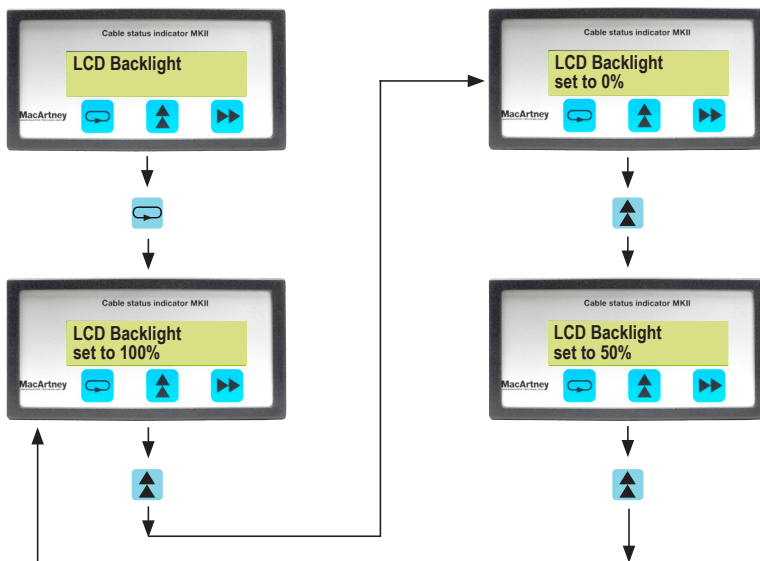 Cable status indicator MKII
LCD Backlight
MacArtney
Cable status indicator MKII
LCD Backlight
set to 100%
MacArtney
Cable status indicator MKII
LCD Backlight
set to 0%
MacArtney
Cable status indicator MKII
LCD Backlight
set to 50%
MacArtney